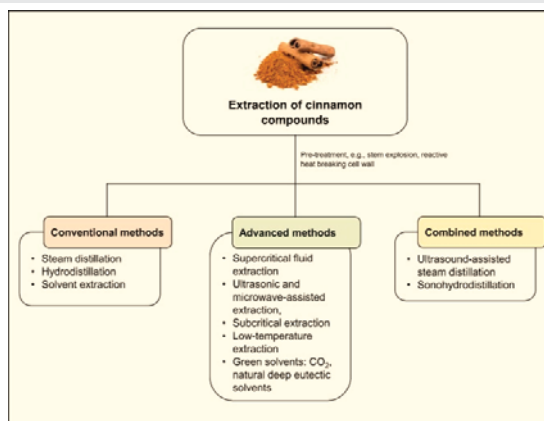 Extraction of cinnamon
compounds
Pre-treatment, e.g., stem explosion, reactive
heat breaking cell wall
Conventional methods
• Steam distillation
• Hydrodistillation
• Solvent extraction
Advanced methods
• Supercritical fluid
extraction
• Ultrasonic and
microwave-assisted
extraction,
• Subcritical extraction
• Low-temperature
extraction
• Green solvents: CO₂,
natural deep eutectic
solvents
Combined methods
• Ultrasound-assisted
steam distillation
• Sonohydrodistillation